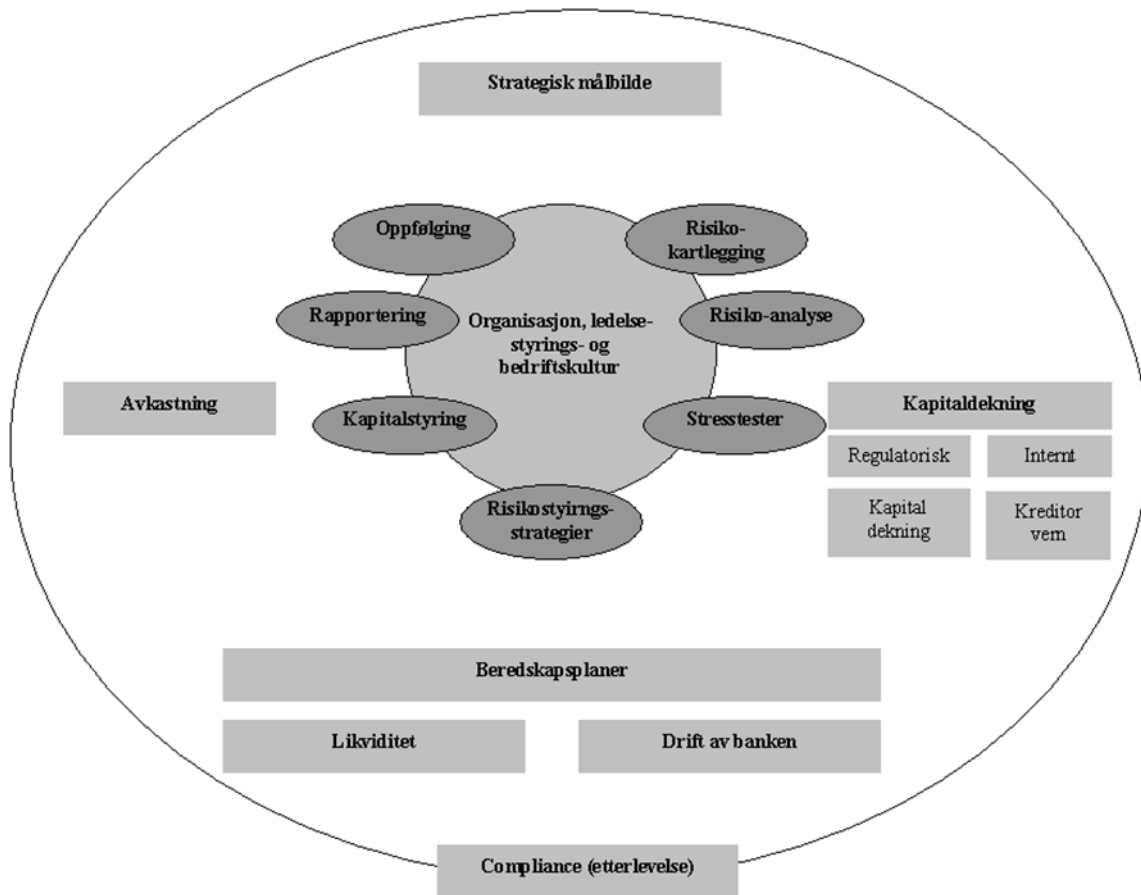 Strategisk målbilde
Oppfølging
Risiko-
kartlegging
Rapportering
Organisasjon, ledelse-
styrings- og
bedriftskultur
Risiko-analyse
Avkastning
Kapitalstyring
Stresstester
Kapitaldekning
Regulatorisk
Internt
Risikostyirngs-
strategier
Kapital
dekning
Kreditor
vern
Beredskapsplaner
Likviditet
Drift av banken
Compliance (etterlevelse)